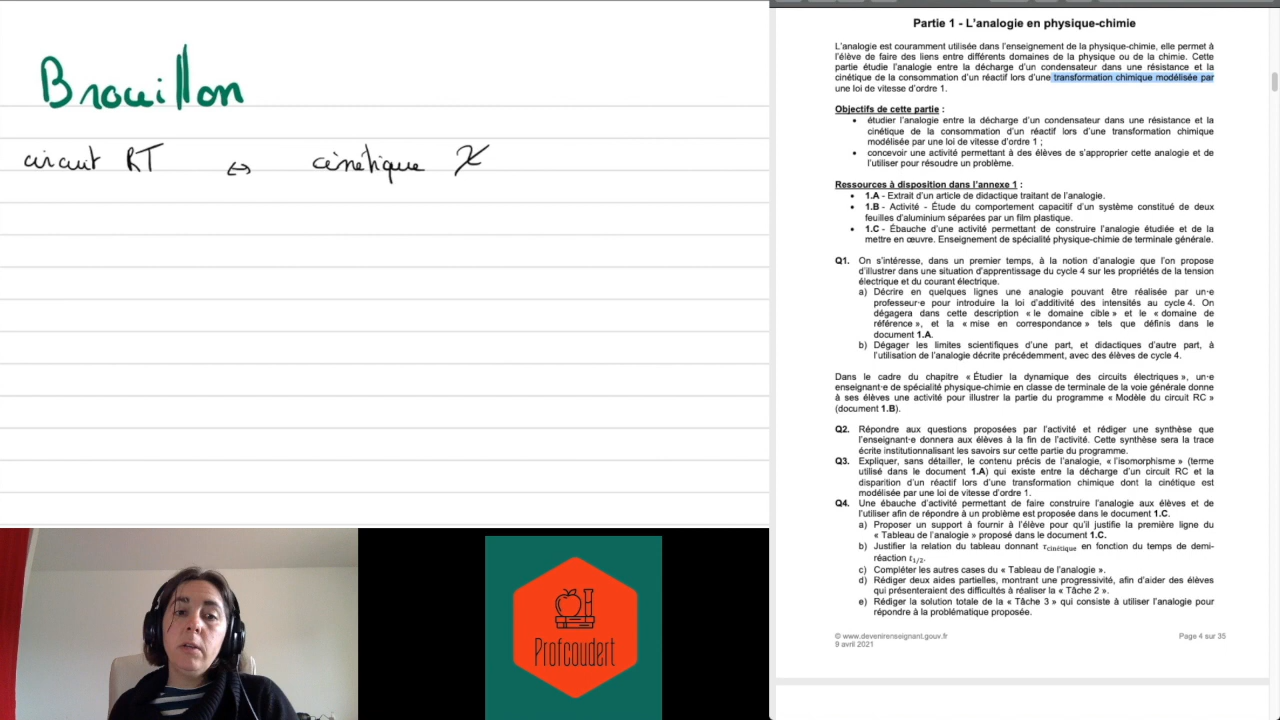 Brouillon
circuit RT ⇔ cinétique
Profcoudert
Partie 1 - L'analogie en physique-chimie
L'analogie est couramment utilisée dans l'enseignement de la physique-chimie, elle permet à
l'élève de faire des liens entre différents domaines de la physique ou de la chimie. Cette
partie étudie l'analogie entre la décharge d'un condensateur dans une résistance et la
cinétique de la consommation d'un réactif lors d'une transformation chimique modélisée par
une loi de vitesse d'ordre 1.
Objectifs de cette partie :
• étudier l'analogie entre la décharge d'un condensateur dans une résistance et la
cinétique de la consommation d'un réactif lors d'une transformation chimique
modélisée par une loi de vitesse d'ordre 1 ;
• concevoir une activité permettant à des élèves de s'approprier cette analogie et de
l'utiliser pour résoudre un problème.
Ressources à disposition dans l'annexe 1 :
• 1.A - Extrait d'un article de didactique traitant de l'analogie.
• 1.B - Activité - Étude du comportement capacitif d'un système constitué de deux
feuilles d'aluminium séparées par un film plastique.
• 1.C - Ébauche d'une activité permettant de construire l'analogie étudiée et de la
mettre en œuvre. Enseignement de spécialité physique-chimie de terminale générale.
Q1. On s'intéresse, dans un premier temps, à la notion d'analogie que l'on propose
d'illustrer dans une situation d'apprentissage du cycle 4 sur les propriétés de la tension
électrique et du courant électrique.
a) Décrire en quelques lignes une analogie pouvant être réalisée par un·e
professeur·e pour introduire la loi d'additivité des intensités au cycle 4. On
dégagera dans cette description « le domaine cible » et le « domaine de
référence », et la « mise en correspondance » tels que définis dans le
document 1.A.
b) Dégager les limites scientifiques d'une part, et didactiques d'autre part, à
l'utilisation de l'analogie décrite précédemment, avec des élèves de cycle 4.
Dans le cadre du chapitre « Étudier la dynamique des circuits électriques », un·e
enseignant·e de spécialité physique-chimie en classe de terminale de la voie générale donne
à ses élèves une activité pour illustrer la partie du programme « Modèle du circuit RC »
(document 1.B).
Q2. Répondre aux questions proposées par l'activité et rédiger une synthèse que
l'enseignant·e donnera aux élèves à la fin de l'activité. Cette synthèse sera la trace
écrite institutionnalisant les savoirs sur cette partie du programme.
Q3. Expliquer, sans détailler, le contenu précis de l'analogie, « l'isomorphisme » (terme
utilisé dans le document 1.A) qui existe entre la décharge d'un circuit RC et la
disparition d'un réactif lors d'une transformation chimique dont la cinétique est
modélisée par une loi de vitesse d'ordre 1.
Q4. Une ébauche d'activité permettant de faire construire l'analogie aux élèves et de
l'utiliser afin de répondre à un problème est proposée dans le document 1.C.
a) Proposer un support à fournir à l'élève pour qu'il justifie la première ligne du
« Tableau de l'analogie » proposé dans le document 1.C.
b) Justifier la relation du tableau donnant τcinétique en fonction du temps de demi-
réaction t1/2.
c) Compléter les autres cases du « Tableau de l'analogie ».
d) Rédiger deux aides partielles, montrant une progressivité, afin d'aider des élèves
qui présenteraient des difficultés à réaliser la « Tâche 2 ».
e) Rédiger la solution totale de la « Tâche 3 » qui consiste à utiliser l'analogie pour
répondre à la problématique proposée.
© www.devenirenseignant.gouv.fr Page 4 sur 35
9 avril 2021